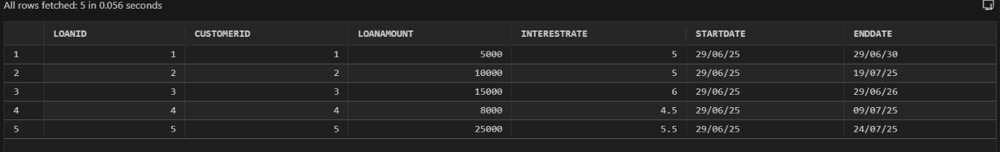 All rows fetched: 5 in 0.056 seconds
LOANID CUSTOMERID LOANAMOUNT INTERESTRATE STARTDATE ENDDATE
1 1 1 5000 5 29/06/25 29/06/30
2 2 2 10000 5 29/06/25 19/07/25
3 3 3 15000 6 29/06/25 29/06/26
4 4 4 8000 4.5 29/06/25 09/07/25
5 5 5 25000 5.5 29/06/25 24/07/25